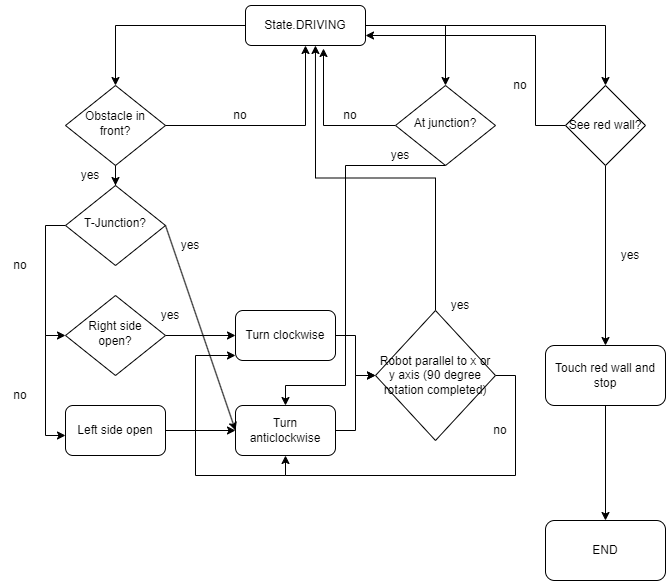 State.DRIVING
no
Obstacle in
front?
no
no
At junction?
See red wall?
yes
yes
T-Junction?
yes
yes
no
yes
yes
Right side
open?
Turn clockwise
Robot parallel to x or
y axis (90 degree
rotation completed)
Touch red wall and
stop
no
Left side open
Turn
anticlockwise
no
END